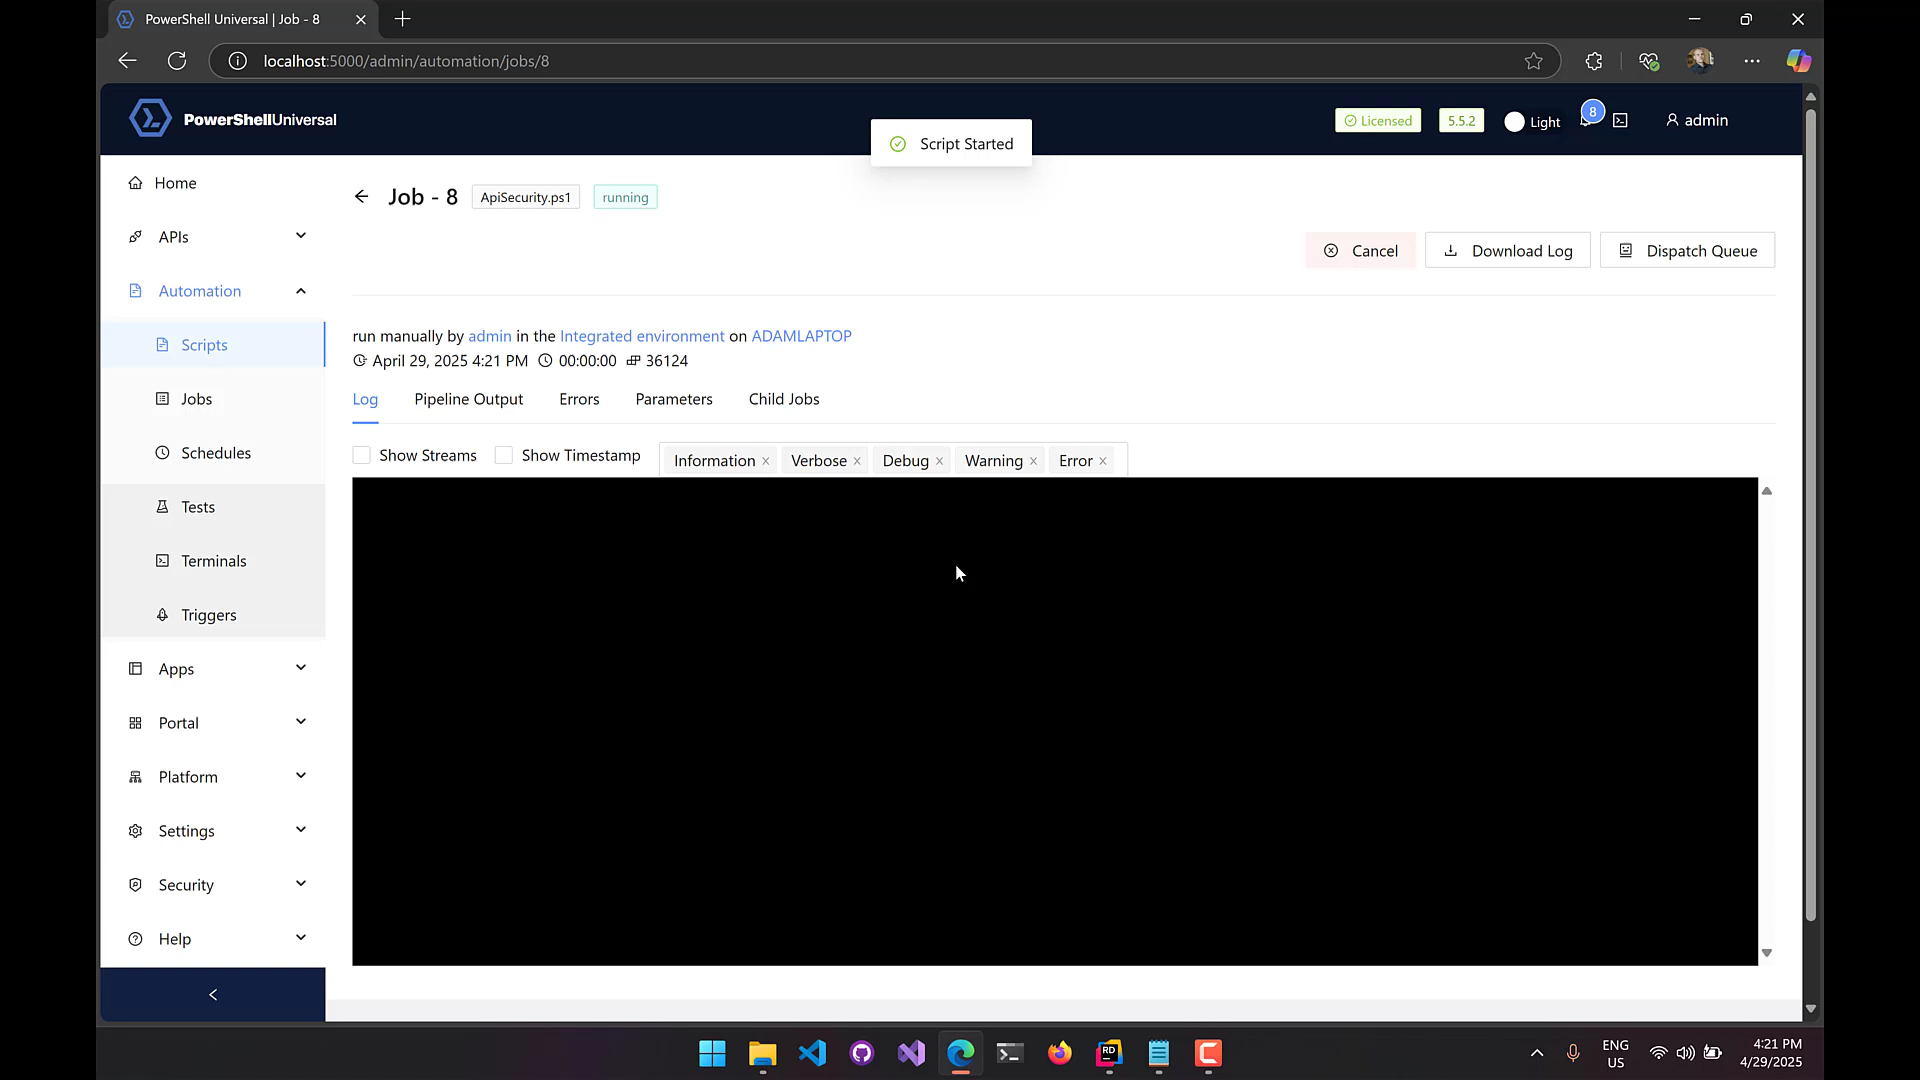 PowerShell Universal | Job - 8
localhost:5000/admin/automation/jobs/8
PowerShellUniversal
Script Started
Licensed
5.5.2
Light
8
admin
Home
APIs
Automation
Scripts
Jobs
Schedules
Tests
Terminals
Triggers
Apps
Portal
Platform
Settings
Security
Help
Job - 8
ApiSecurity.ps1
running
Cancel
Download Log
Dispatch Queue
run manually by admin in the Integrated environment on ADAMLAPTOP
April 29, 2025 4:21 PM 00:00:00 36124
Log Pipeline Output Errors Parameters Child Jobs
Show Streams Show Timestamp Information Verbose Debug Warning Error
RD
ENG
US
4:21 PM
4/29/2025